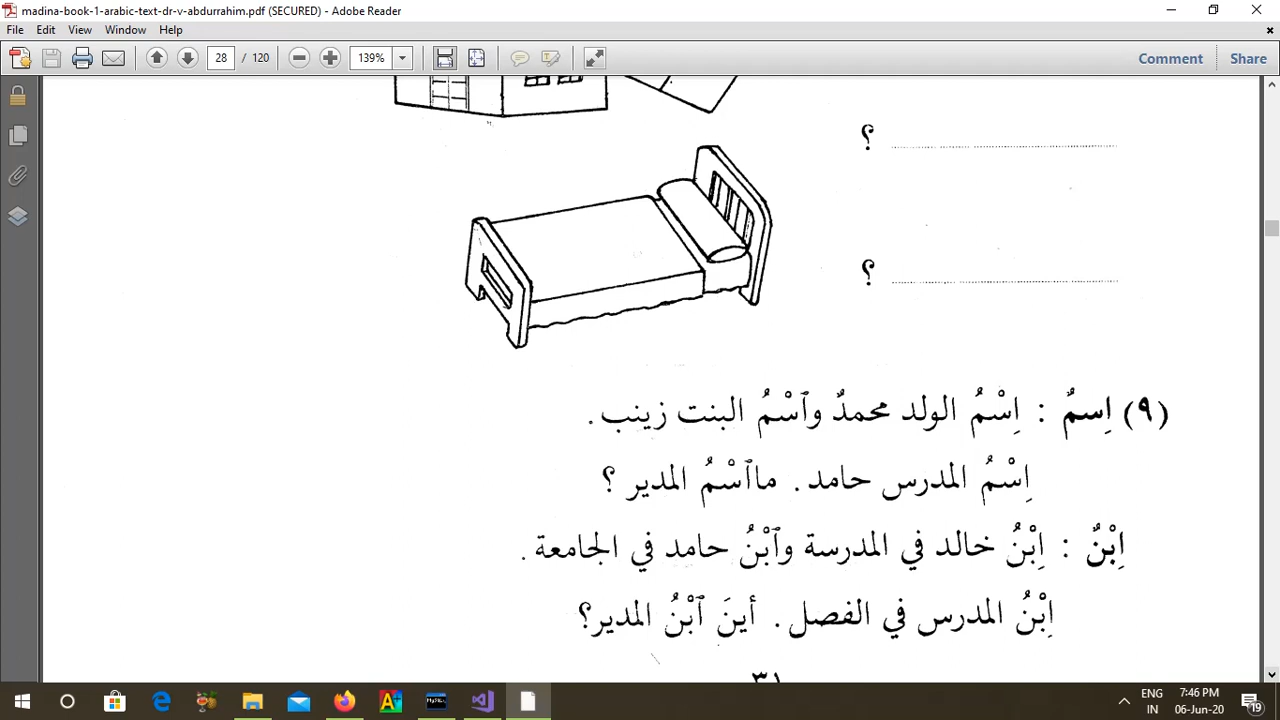 madina-book-1-arabic-text-dr-v-abdurrahim.pdf (SECURED) - Adobe Reader
File Edit View Window Help
28 / 120 139% Comment Share
؟ ........................
؟ ........................
(٩) اِسمٌ : اِسْمُ الولد محمدٌ وٱسْمُ البنت زينب.
اِسْمُ المدرس حامد. ماٱسْمُ المدير ؟
اِبْنٌ : اِبْنُ خالد في المدرسة وٱبْنُ حامد في الجامعة.
اِبْنُ المدرس في الفصل. أينَ ٱبْنُ المدير؟
٣١
ENG 7:46 PM
IN 06-Jun-20 19